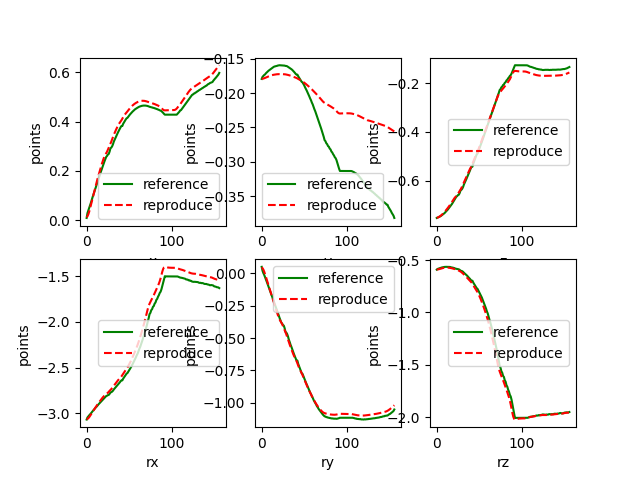 0.6
0.4
0.2
0.0
0 100
points
reference
reproduce
−0.15
−0.20
−0.25
−0.30
−0.35
0 100
points
reference
reproduce
−0.2
−0.4
−0.6
0 100
points
reference
reproduce
−1.5
−2.0
−2.5
−3.0
0 100
rx
points
reference
reproduce
0.00
−0.25
−0.50
−0.75
−1.00
0 100
ry
points
reference
reproduce
−0.5
−1.0
−1.5
−2.0
0 100
rz
points
reference
reproduce